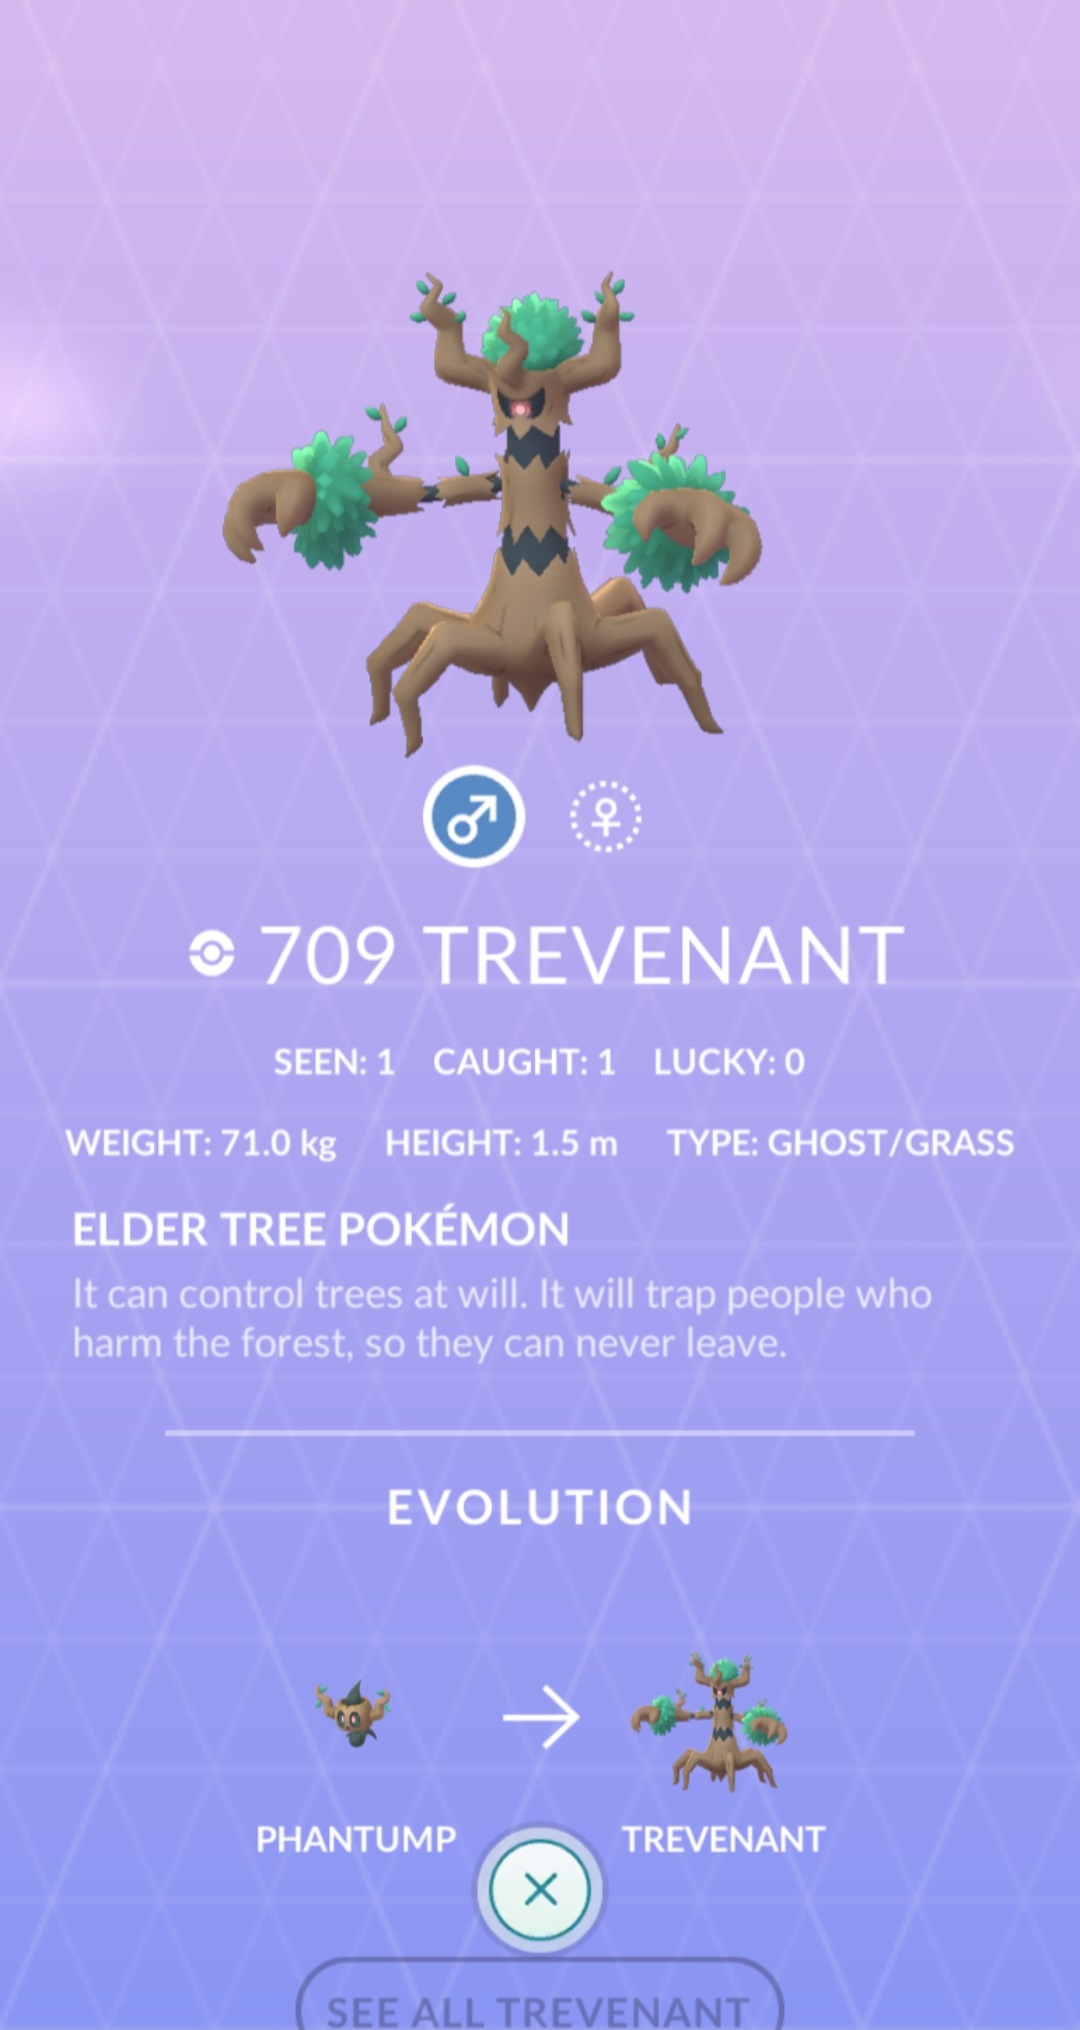 709 TREVENANT
SEEN: 1 CAUGHT: 1 LUCKY: 0
WEIGHT: 71.0 kg HEIGHT: 1.5 m TYPE: GHOST/GRASS
ELDER TREE POKÉMON
It can control trees at will. It will trap people who
harm the forest, so they can never leave.
EVOLUTION
PHANTUMP TREVENANT
SEE ALL TREVENANT